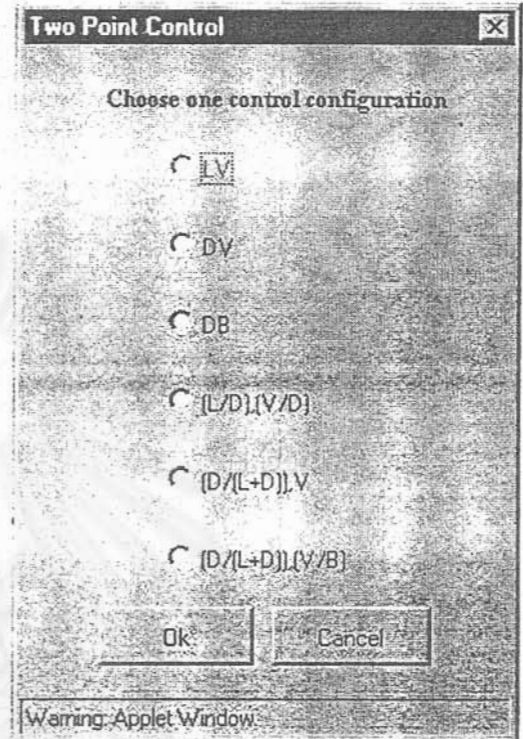 Two Point Control
Choose one control configuration
LV
DV
DB
(L/D),(V/D)
(D/(L+D)),V
(D/(L+D)),(V/B)
Ok Cancel
Warning: Applet Window